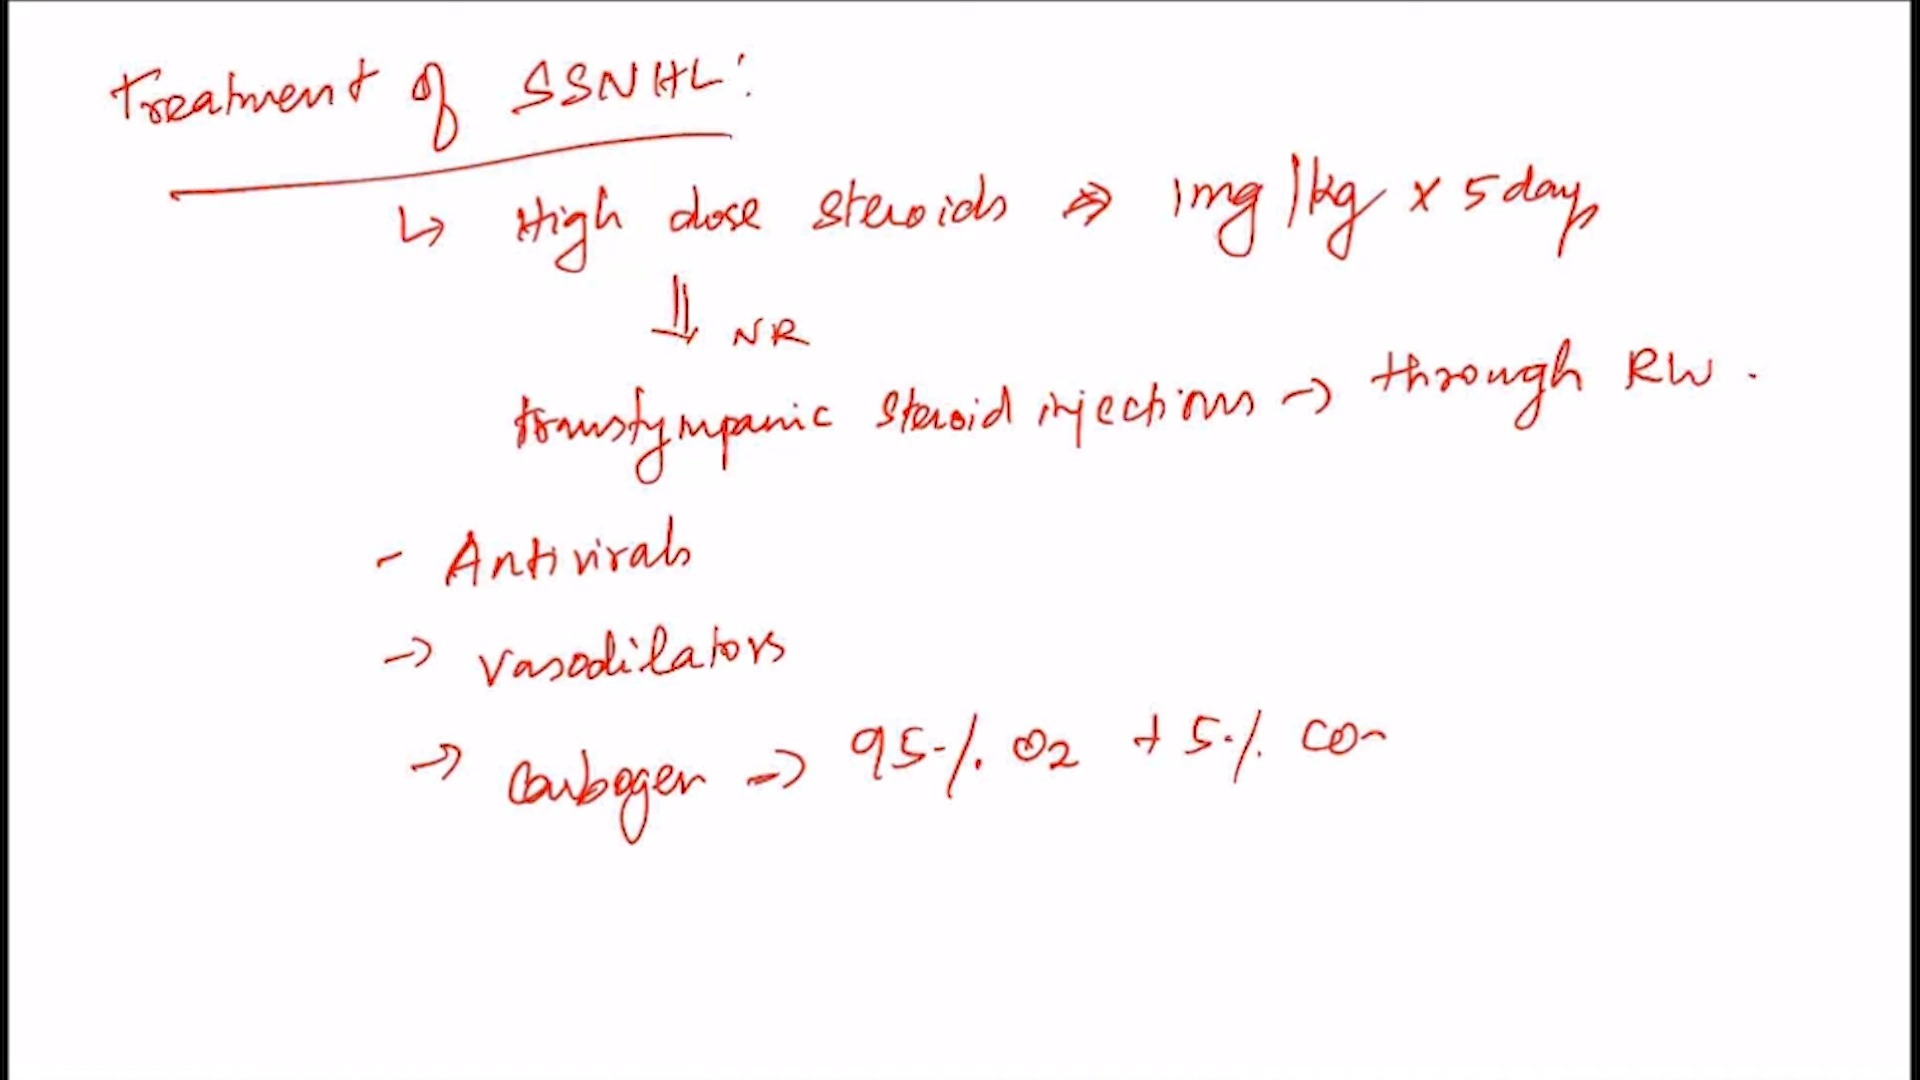 Treatment of SSNHL:
↳ High dose steroids ⇒ 1mg/kg x 5 days
⇓ NR
transtympanic steroid injections → through RW.
- Antivirals
→ vasodilators
→ Carbogen → 95% O2 + 5% CO